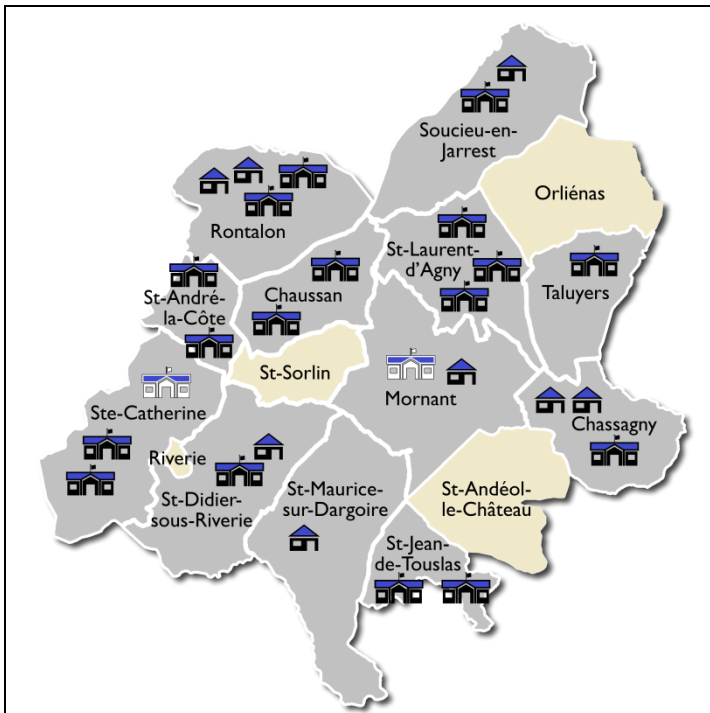 Soucieu-en-
Jarrest
Orliénas
Rontalon
St-Laurent-
d'Agny
Taluyers
Chaussan
St-André-
la-Côte
St-Sorlin
Mornant
Ste-Catherine
Chassagny
Riverie
St-Didier-
sous-Riverie
St-Maurice-
sur-Dargoire
St-Andéol-
le-Château
St-Jean-
de-Touslas